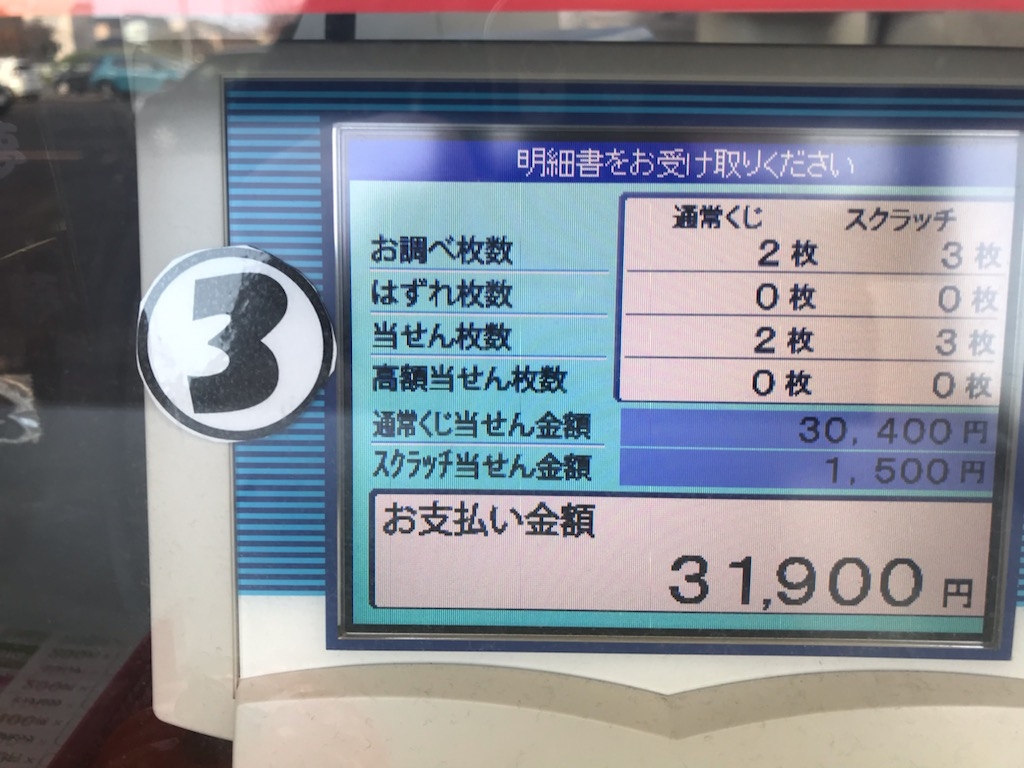 明細書をお受け取りください
通常くじ スクラッチ
お調べ枚数 2枚 3枚
はずれ枚数 0枚 0枚
当せん枚数 2枚 3枚
高額当せん枚数 0枚 0枚
通常くじ当せん金額 30,400円
スクラッチ当せん金額 1,500円
お支払い金額
31,900円
3